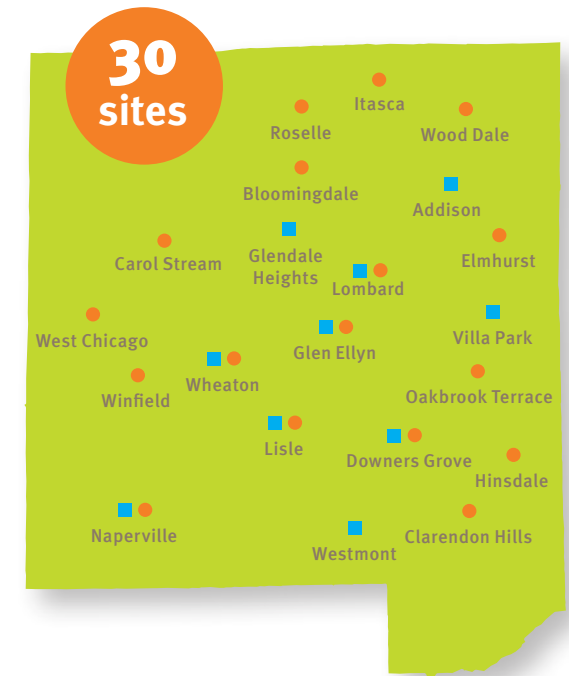 30
sites
Itasca
Roselle
Wood Dale
Bloomingdale
Addison
Glendale
Heights
Elmhurst
Carol Stream
Lombard
West Chicago
Villa Park
Glen Ellyn
Wheaton
Winfield
Oakbrook Terrace
Lisle
Downers Grove
Hinsdale
Naperville
Westmont
Clarendon Hills